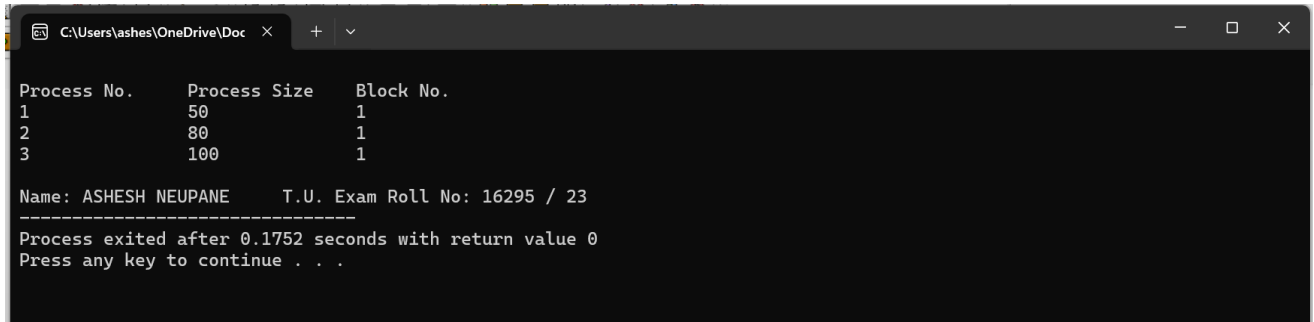 C:\Users\ashes\OneDrive\Doc
Process No. Process Size Block No.
1 50 1
2 80 1
3 100 1
Name: ASHESH NEUPANE T.U. Exam Roll No: 16295 / 23
--------------------------------
Process exited after 0.1752 seconds with return value 0
Press any key to continue . . .